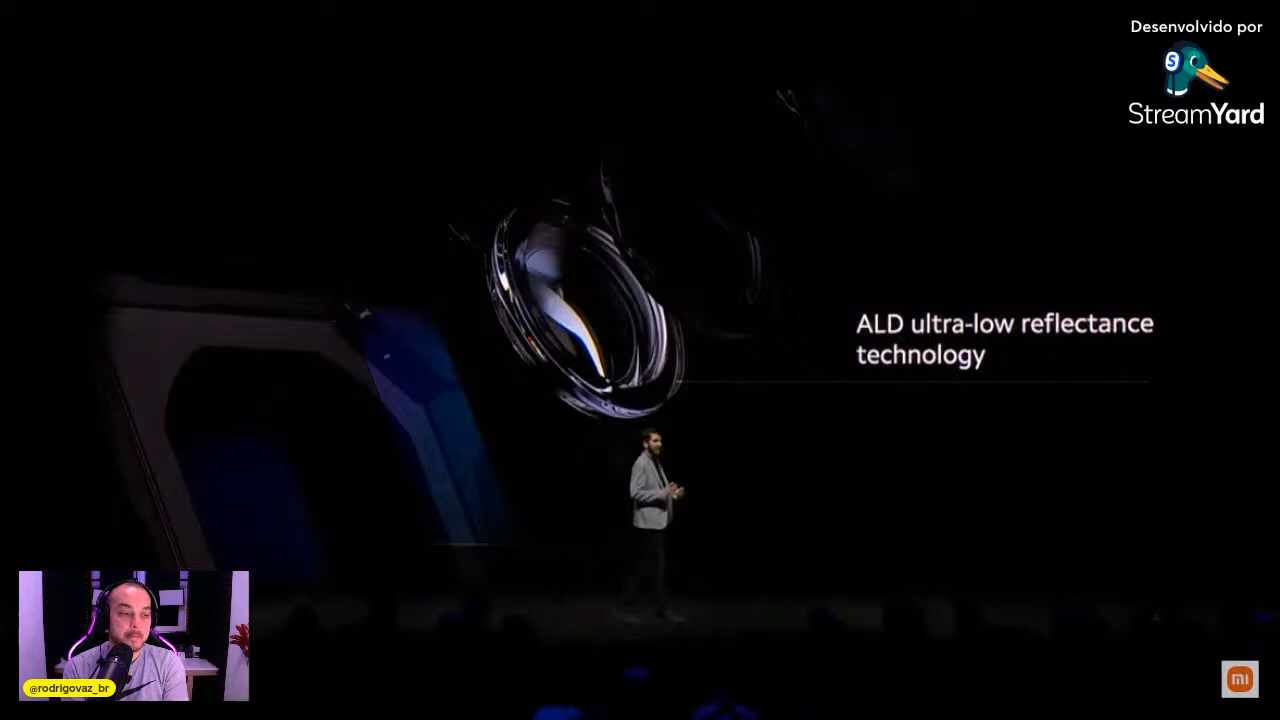 Desenvolvido por
S
StreamYard
ALD ultra-low reflectance
technology
@rodrigovaz_br
mi